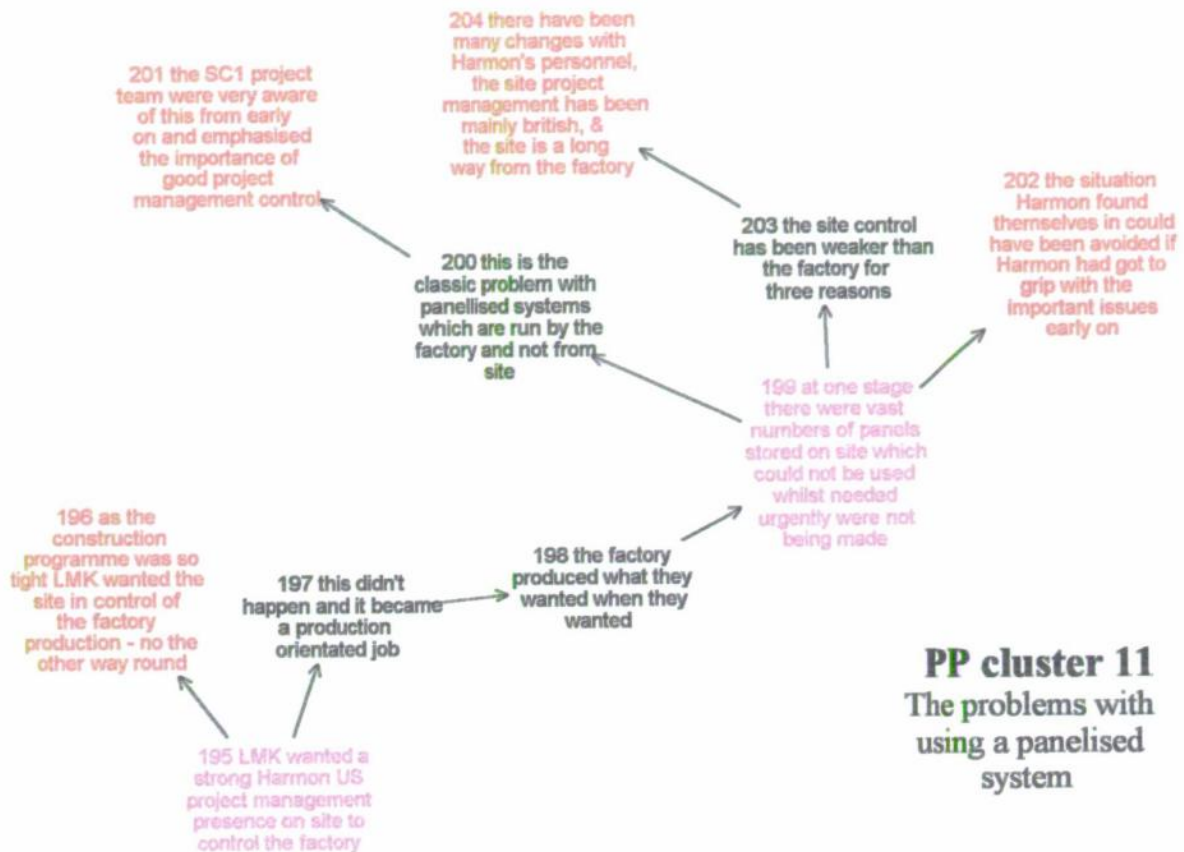 204 there have been
many changes with
Harmon's personnel,
the site project
management has been
mainly british, &
the site is a long
way from the factory
201 the SC1 project
team were very aware
of this from early
on and emphasised
the importance of
good project
management control
202 the situation
Harmon found
themselves in could
have been avoided if
Harmon had got to
grip with the
important issues
early on
203 the site control
has been weaker than
the factory for
three reasons
200 this is the
classic problem with
panellised systems
which are run by the
factory and not from
site
199 at one stage
there were vast
numbers of panels
stored on site which
could not be used
whilst needed
urgently were not
being made
196 as the
construction
programme was so
tight LMK wanted the
site in control of
the factory
production - no the
other way round
197 this didn't
happen and it became
a production
orientated job
198 the factory
produced what they
wanted when they
wanted
195 LMK wanted a
strong Harmon US
project management
presence on site to
control the factory
PP cluster 11
The problems with
using a panelised
system